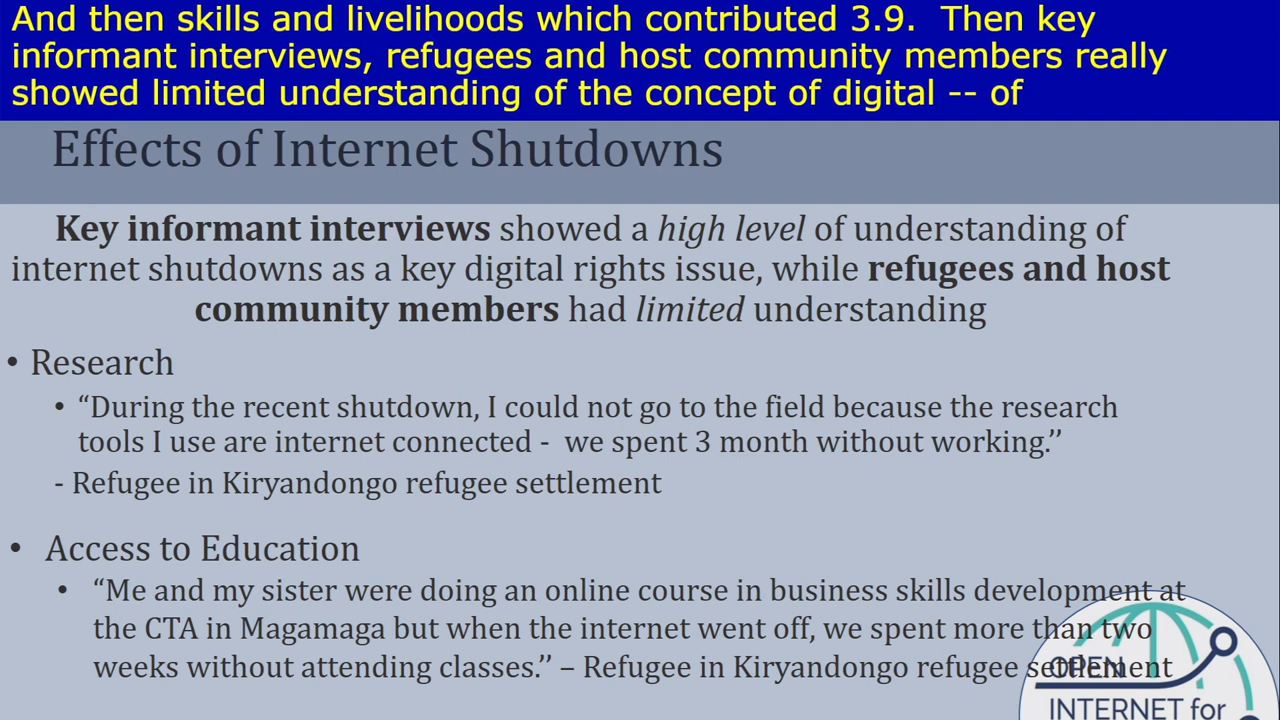 And then skills and livelihoods which contributed 3.9.  Then key
informant interviews, refugees and host community members really
showed limited understanding of the concept of digital -- of
Effects of Internet Shutdowns
Key informant interviews showed a high level of understanding of
internet shutdowns as a key digital rights issue, while refugees and host
community members had limited understanding
• Research
• “During the recent shutdown, I could not go to the field because the research
tools I use are internet connected -  we spent 3 month without working.’’
- Refugee in Kiryandongo refugee settlement
• Access to Education
• “Me and my sister were doing an online course in business skills development at
the CTA in Magamaga but when the internet went off, we spent more than two
weeks without attending classes.’’ – Refugee in Kiryandongo refugee settlement
OPEN
INTERNET for